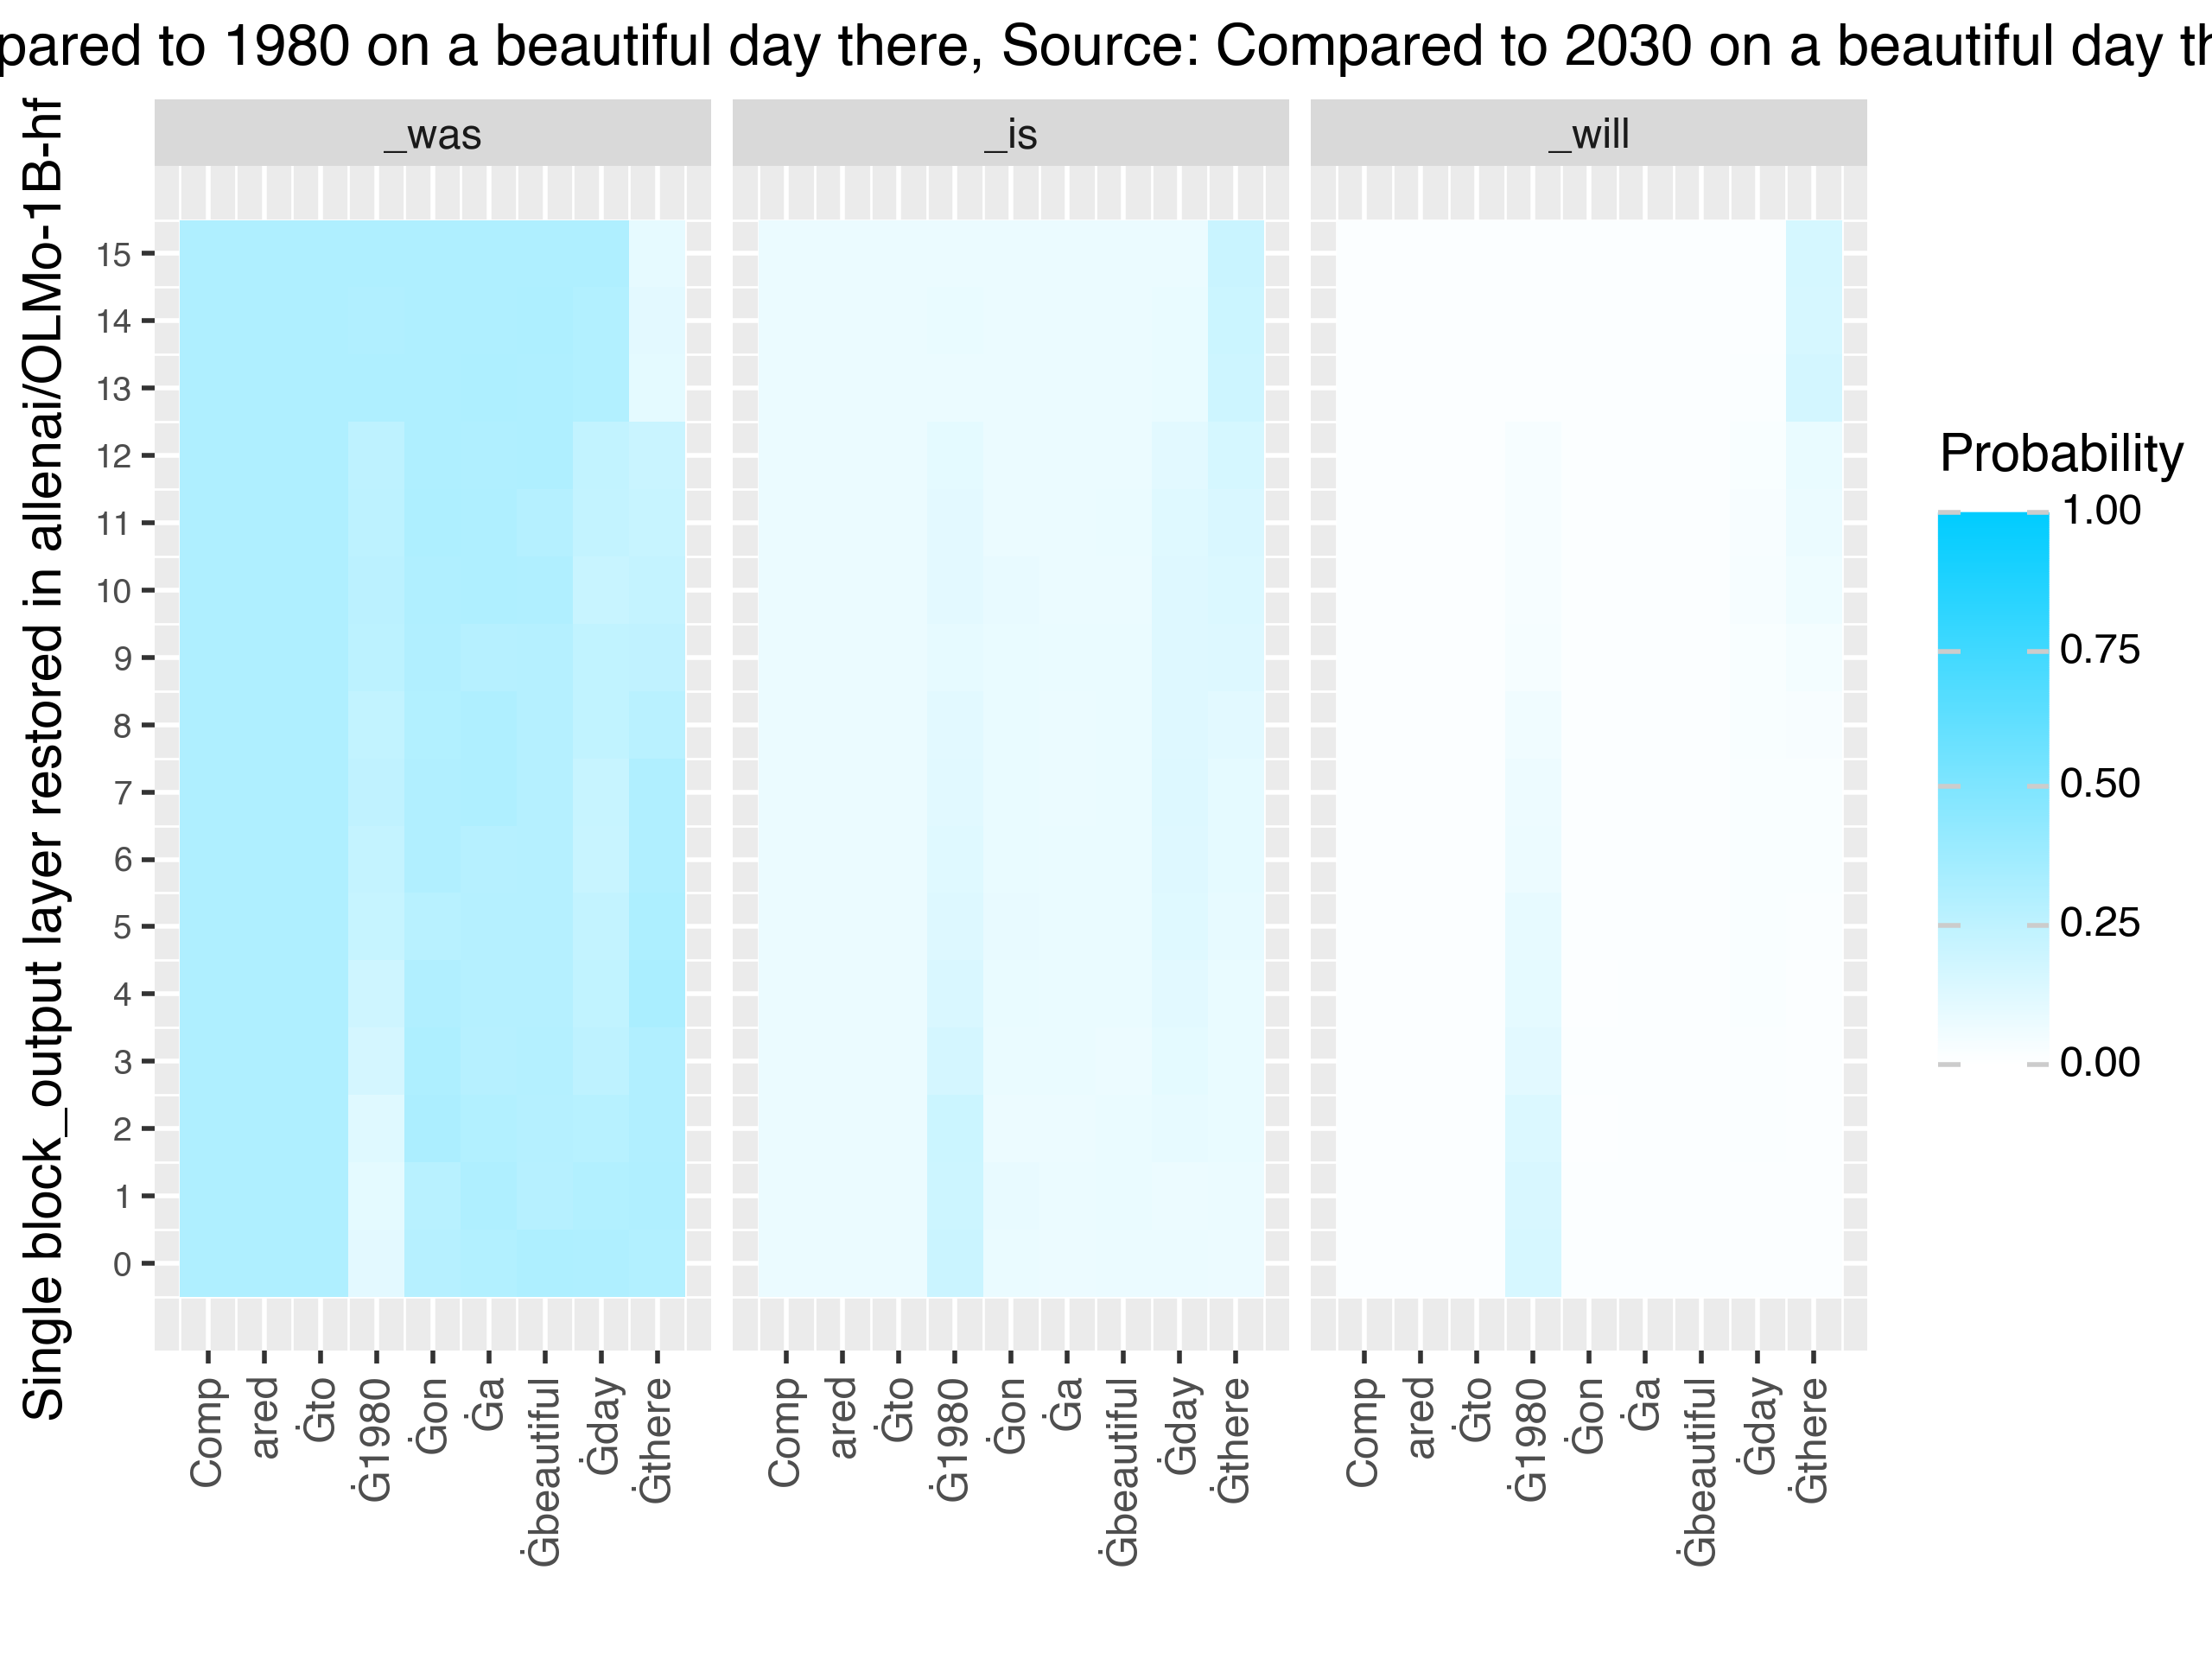 pared to 1980 on a beautiful day there, Source: Compared to 2030 on a beautiful day th
Single block_output layer restored in allenai/OLMo-1B-hf
_was
_is
_will
15
14
13
12
11
10
9
8
7
6
5
4
3
2
1
0
Comp
ared
Ġto
Ġ1980
Ġon
Ġa
Ġbeautiful
Ġday
Ġthere
Comp
ared
Ġto
Ġ1980
Ġon
Ġa
Ġbeautiful
Ġday
Ġthere
Comp
ared
Ġto
Ġ1980
Ġon
Ġa
Ġbeautiful
Ġday
Ġthere
Probability
1.00
0.75
0.50
0.25
0.00